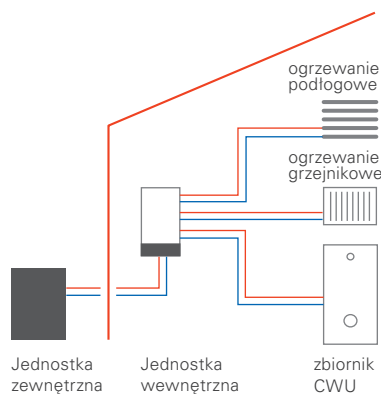 ogrzewanie
podłogowe
ogrzewanie
grzejnikowe
Jednostka
zewnętrzna
Jednostka
wewnętrzna
zbiornik
CWU